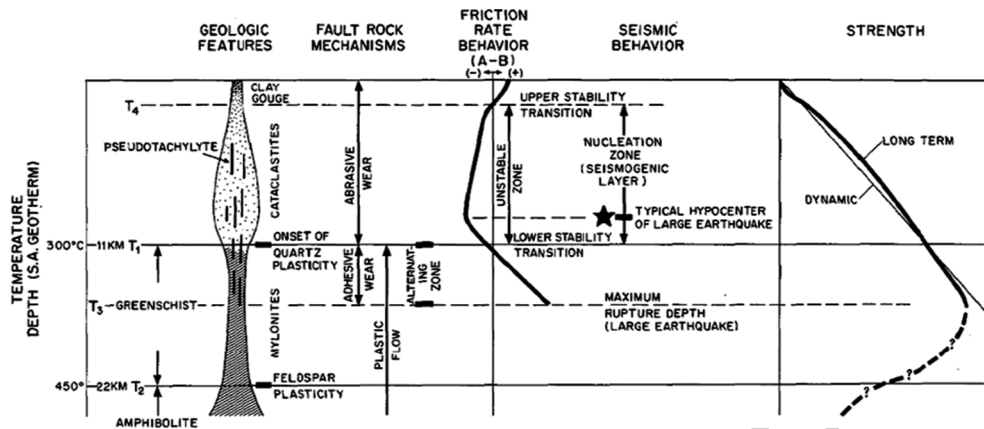 GEOLOGIC
FEATURES
FAULT ROCK
MECHANISMS
FRICTION
RATE
BEHAVIOR
(A-B)
(-) (+)
SEISMIC
BEHAVIOR
STRENGTH
TEMPERATURE
DEPTH (S.A. GEOTHERM)
T4
CLAY
GOUGE
UPPER STABILITY
TRANSITION
PSEUDOTACHYLYTE
CATACLASTITES
ABRASIVE
WEAR
UNSTABLE
ZONE
NUCLEATION
ZONE
(SEISMOGENIC
LAYER)
LONG TERM
DYNAMIC
TYPICAL HYPOCENTER
OF LARGE EARTHQUAKE
300°C
11KM T1
ONSET OF
QUARTZ
PLASTICITY
LOWER STABILITY
TRANSITION
ADHESIVE
WEAR
ALTERNAT-
ING
ZONE
T3
GREENSCHIST
MYLONITES
MAXIMUM
RUPTURE DEPTH
(LARGE EARTHQUAKE)
PLASTIC
FLOW
?
?
?
450°
22KM T2
FELDSPAR
PLASTICITY
AMPHIBOLITE